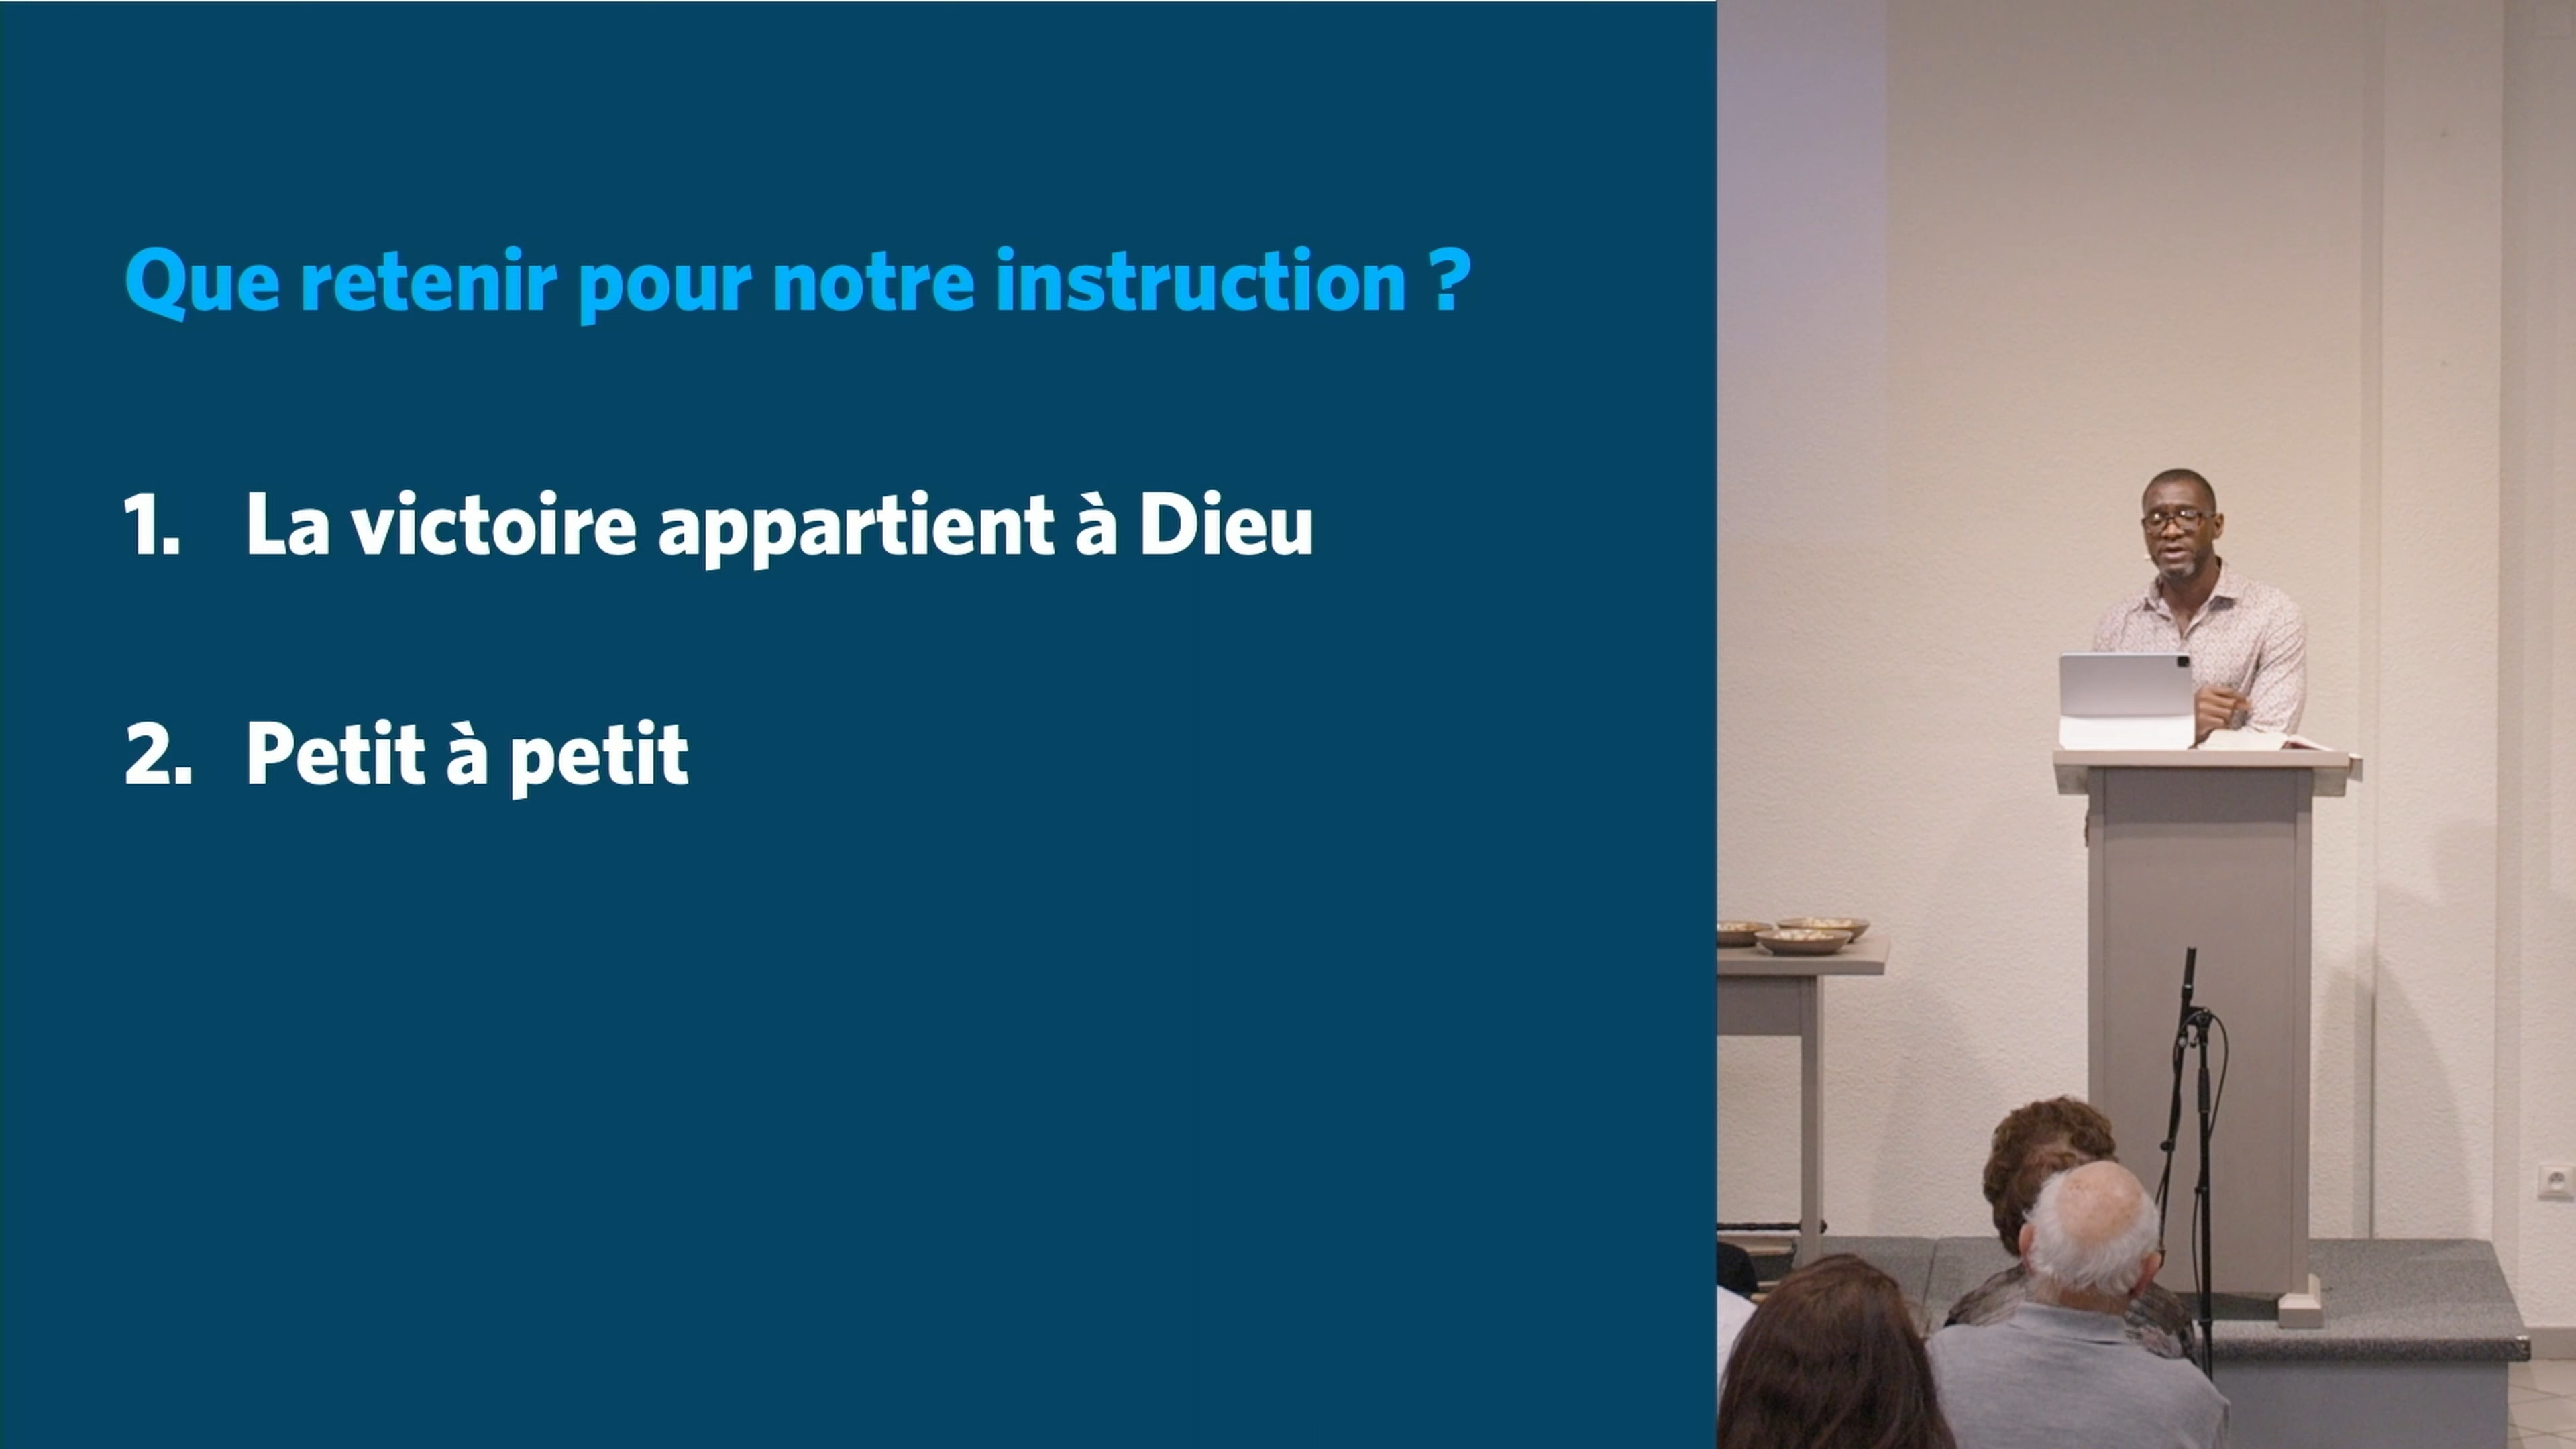 Que retenir pour notre instruction ?
1. La victoire appartient à Dieu
2. Petit à petit